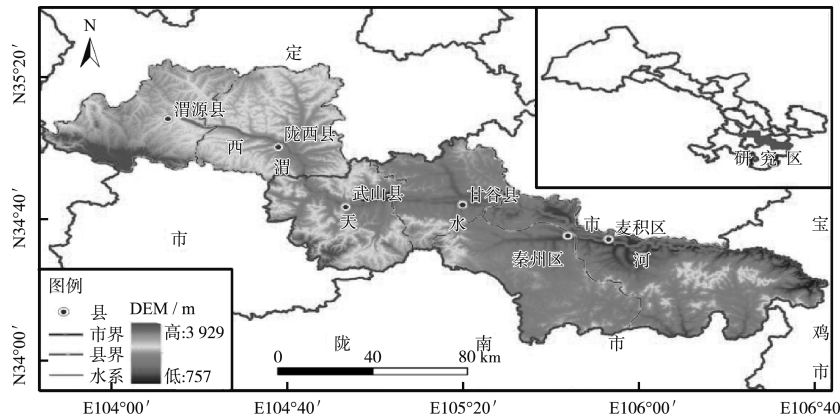 N
定
N35°20′
N34°40′
N34°00′
渭源县
陇西县
西
渭
武山县
甘谷县
天
水
市
麦积区
秦州区
河
市
宝
鸡
市
陇
南
市
研究区
图例
县
市界
县界
水系
DEM / m
高:3 929
低:757
0 40 80 km
E104°00′ E104°40′ E105°20′ E106°00′ E106°40′